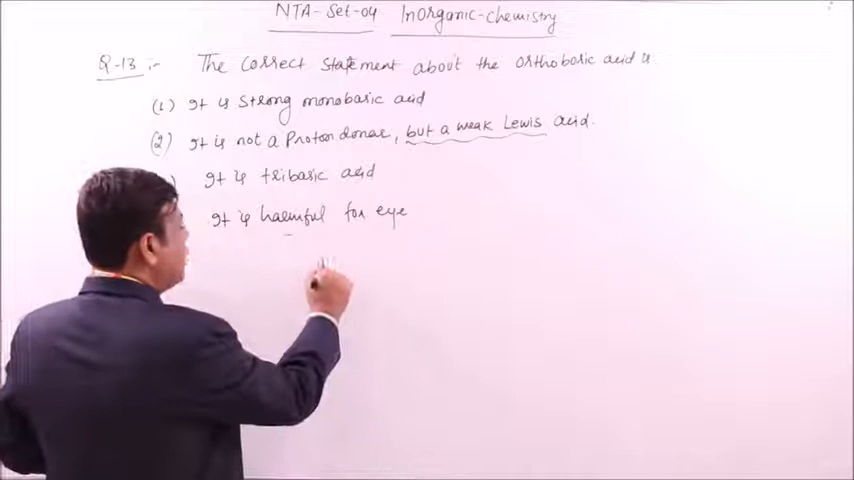 NTA-Set-04 Inorganic-Chemistry
Q-13 :- The Correct Statement about the orthoboric acid is
(1) It is Strong monobasic acid
(2) It is not a Proton donar, but a weak Lewis acid.
) It is tribasic acid
It is harmful for eye